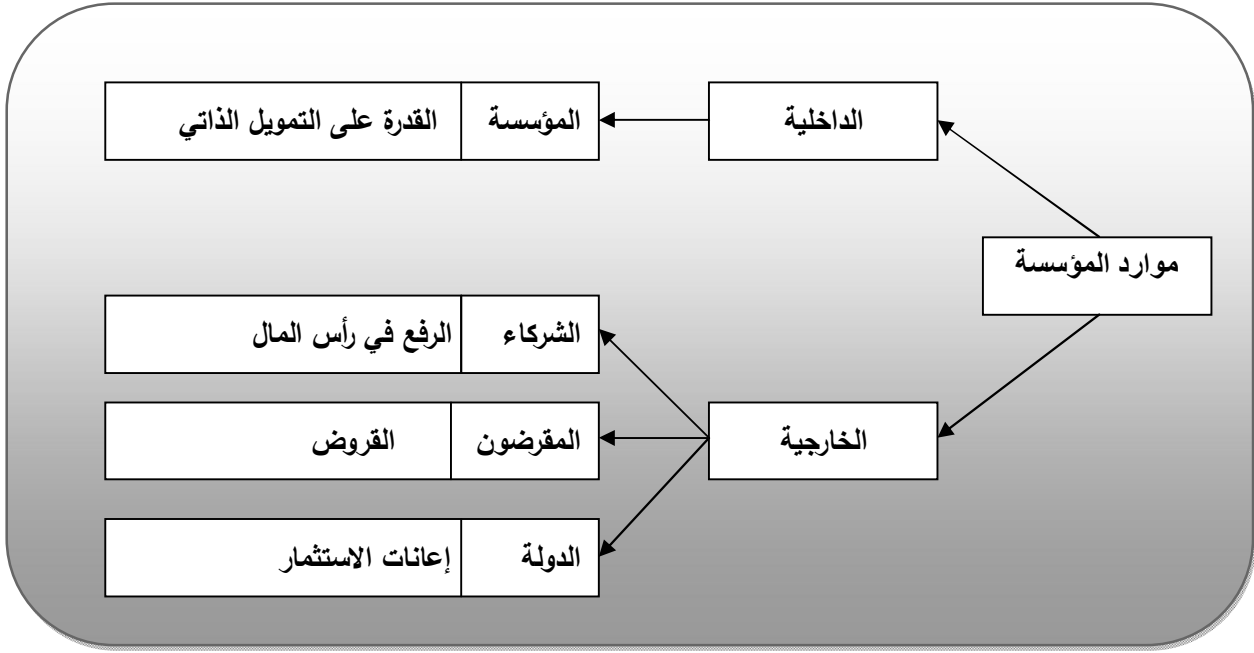 الداخلية
المؤسسة
القدرة على التمويل الذاتي
موارد المؤسسة
الشركاء
الرفع في رأس المال
الخارجية
المقرضون
القروض
الدولة
إعانات الاستثمار